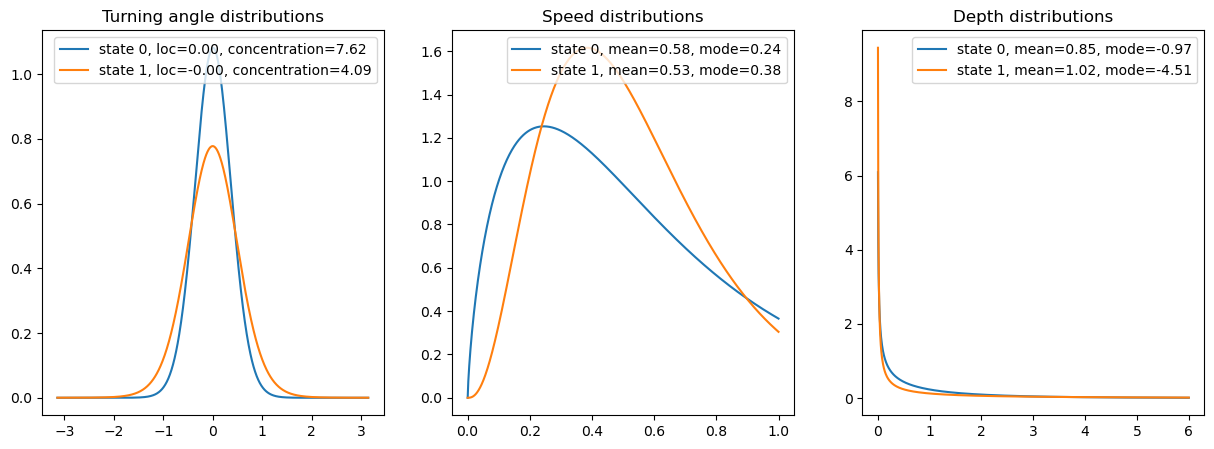 Turning angle distributions
state 0, loc=0.00, concentration=7.62
state 1, loc=-0.00, concentration=4.09
1.0
0.8
0.6
0.4
0.2
0.0
−3 −2 −1 0 1 2 3
Speed distributions
state 0, mean=0.58, mode=0.24
state 1, mean=0.53, mode=0.38
1.6
1.4
1.2
1.0
0.8
0.6
0.4
0.2
0.0
0.0 0.2 0.4 0.6 0.8 1.0
Depth distributions
state 0, mean=0.85, mode=-0.97
state 1, mean=1.02, mode=-4.51
8
6
4
2
0
0 1 2 3 4 5 6